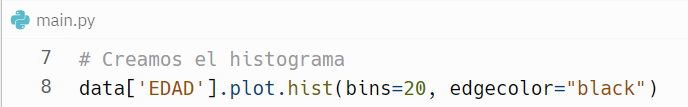 main.py
7 # Creamos el histograma
8 data['EDAD'].plot.hist(bins=20, edgecolor="black")